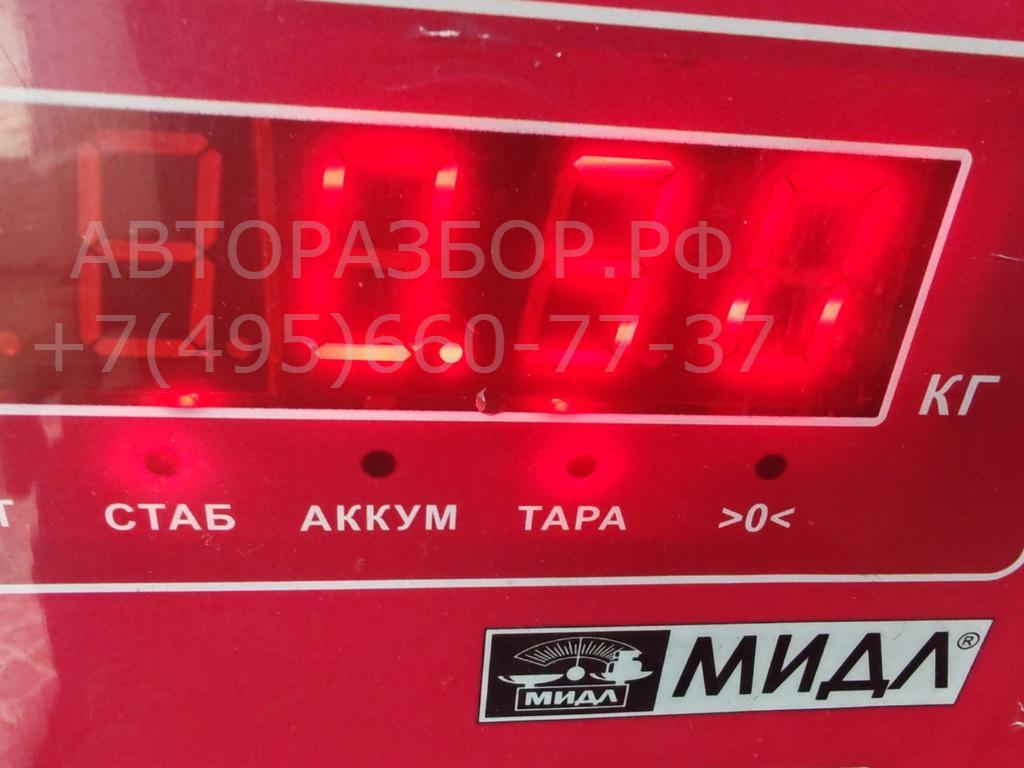 АВТОРАЗБОР.РФ
+7(495)660-77-37
КГ
СТАБ АККУМ ТАРА >0<
МИДЛ МИДЛ®